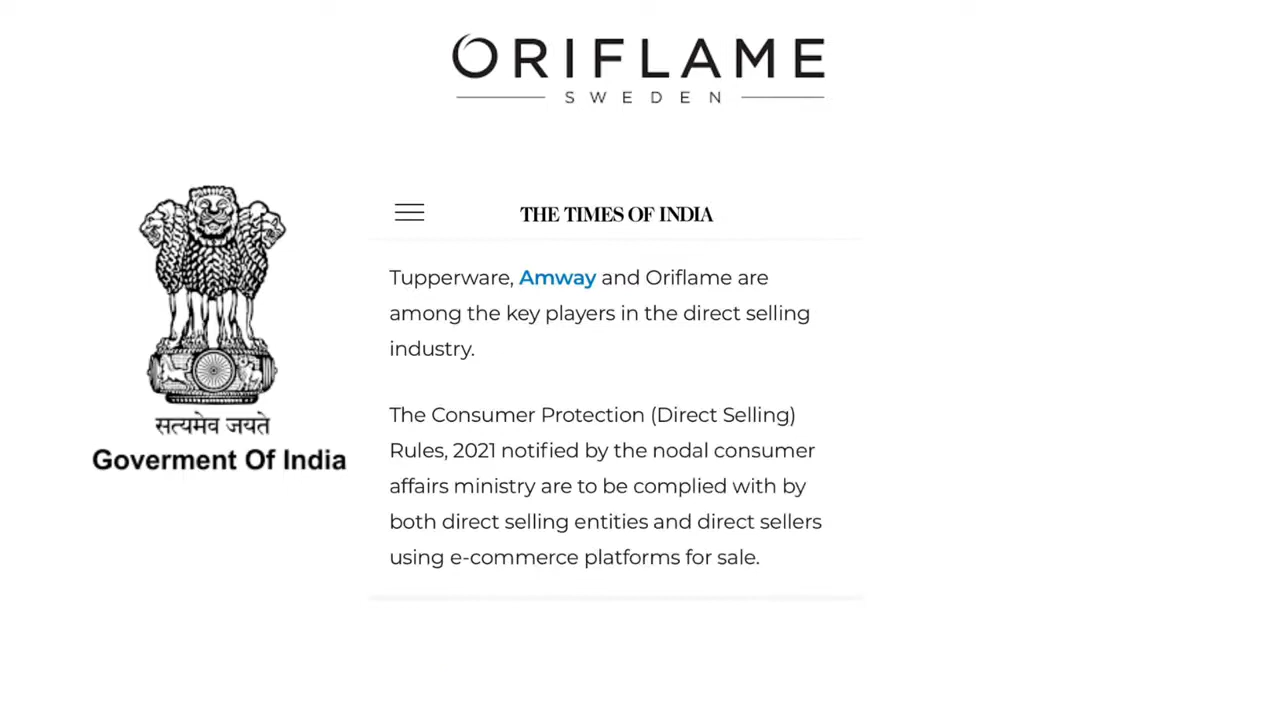 ORIFLAME
SWEDEN
सत्यमेव जयते
Goverment Of India
THE TIMES OF INDIA
Tupperware, Amway and Oriflame are
among the key players in the direct selling
industry.
The Consumer Protection (Direct Selling)
Rules, 2021 notified by the nodal consumer
affairs ministry are to be complied with by
both direct selling entities and direct sellers
using e-commerce platforms for sale.